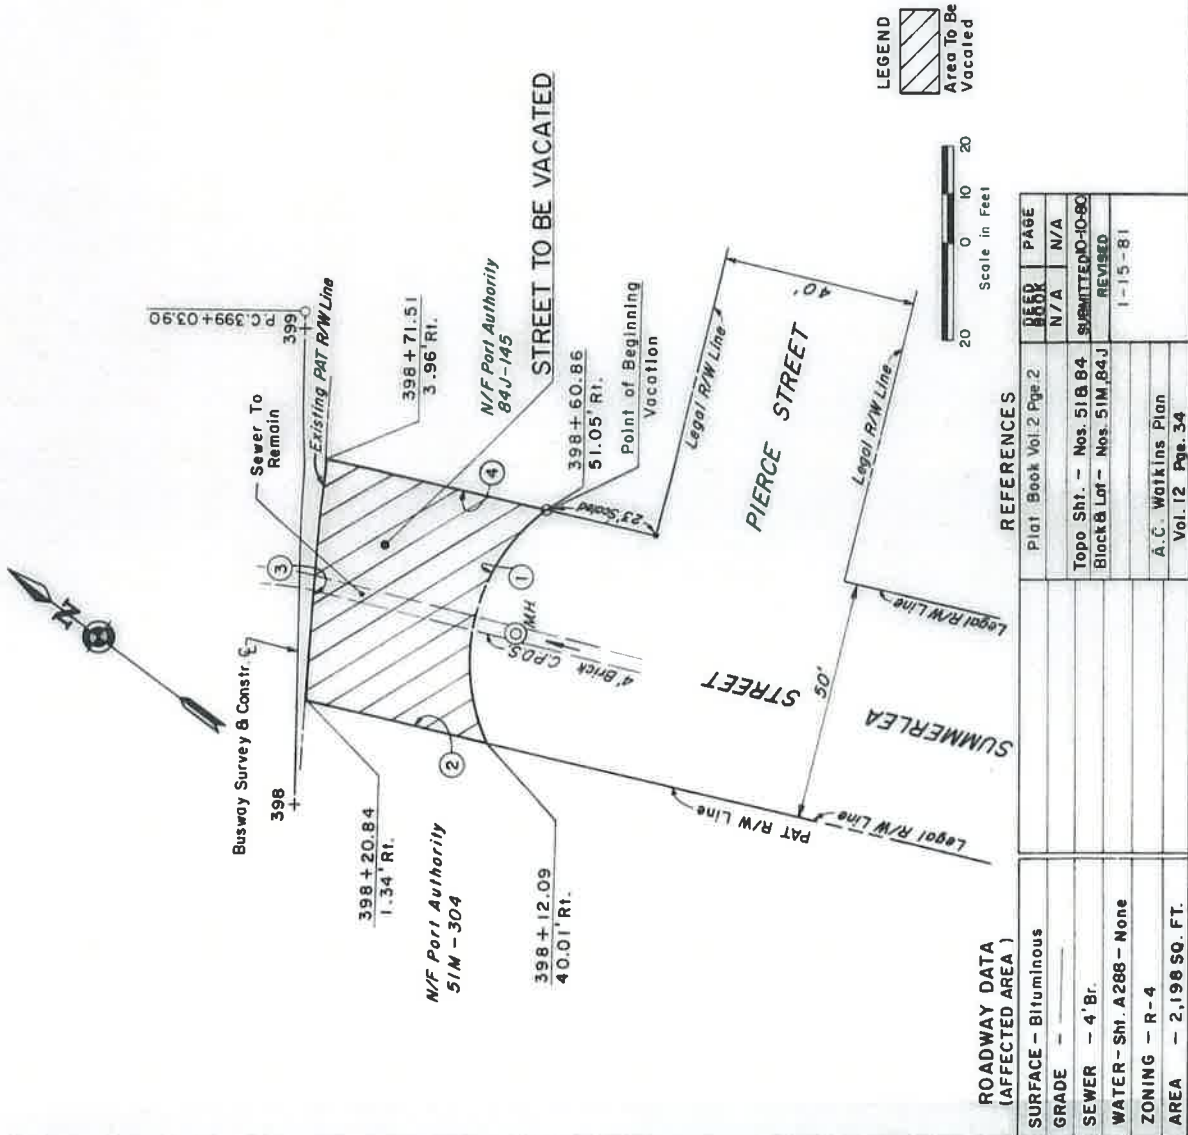 LEGEND
Area To Be
Vacated
STREET TO BE VACATED
P.C. 399+03.90
399
Existing PAT R/W Line
Sewer To
Remain
N
Busway Survey & Constr. ℄
398
398+71.51
3.96' Rt.
N/F Port Authority
84J-145
398+60.86
51.05' Rt.
Point of Beginning
Vacation
3
4
1
2
MH
4' Brick C.P.D.S.
23' Scaled
398+20.84
1.34' Rt.
N/F Port Authority
51M-304
398+12.09
40.01' Rt.
Legal R/W Line
40'
PIERCE STREET
Legal R/W Line
SUMMERLEA STREET
50'
Legal R/W Line
PAT R/W Line
Legal R/W Line
20 0 10 20
Scale in Feet
REFERENCES
Plat Book Vol. 2 Pge. 2
DEED BOOK PAGE
N/A N/A
Topo Sht. - Nos. 51 & 84
SUBMITTED 10-10-80
Block & Lot - Nos. 51M, 84J
REVISED
1-15-81
A.C. Watkins Plan
Vol. 12 Pge. 34
ROADWAY DATA
(AFFECTED AREA)
SURFACE - Bituminous
GRADE -
SEWER - 4' Br.
WATER - Sht. A288 - None
ZONING - R-4
AREA - 2,198 SQ. FT.